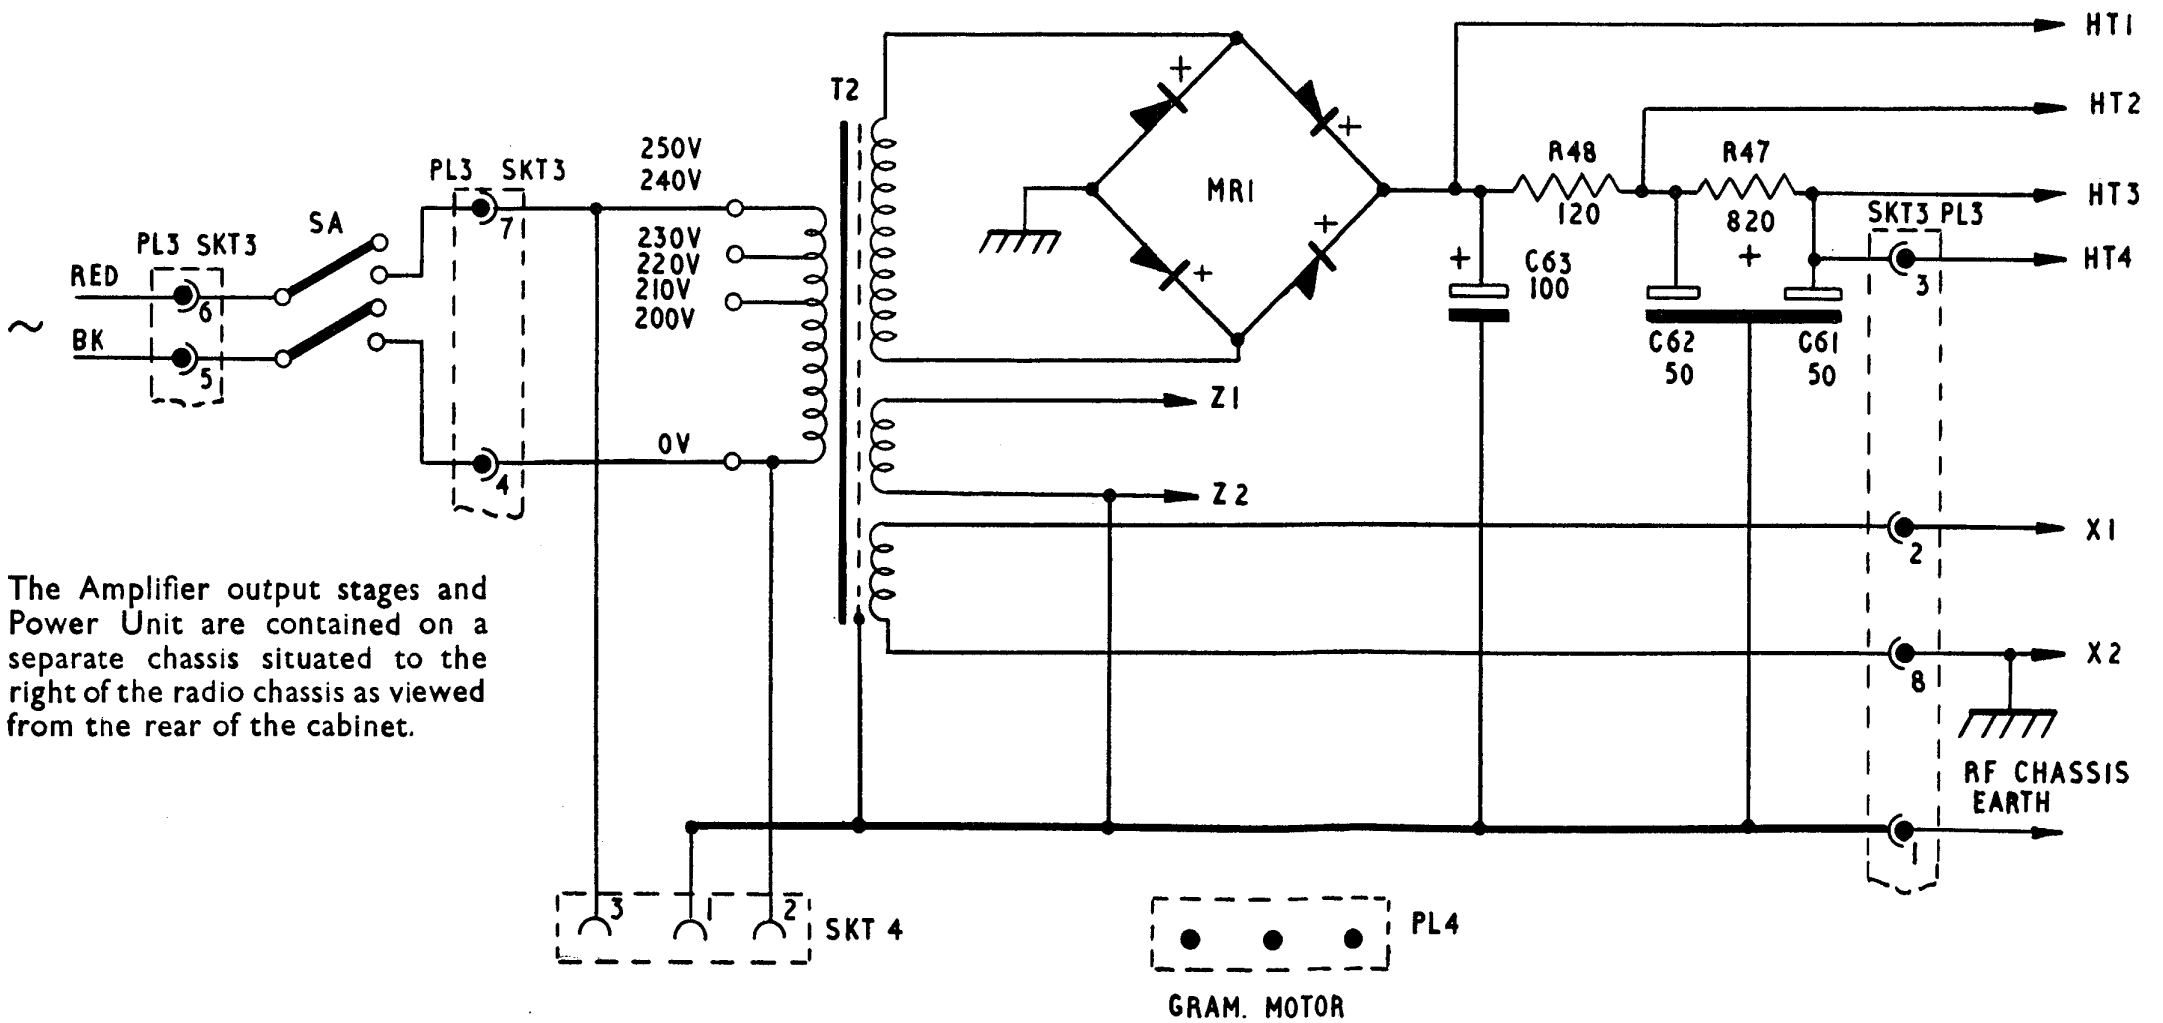 HT1
T2
HT2
250V
R48
R47
PL3 SKT3
240V
MR1
HT3
7
120
820
SKT3 PL3
SA
230V
PL3 SKT3
220V
C63
HT4
RED
210V
100
3
6
200V
~
BK
C62
C61
5
50
50
Z1
0V
4
Z2
X1
2
The Amplifier output stages and
Power Unit are contained on a
separate chassis situated to the
right of the radio chassis as viewed
from the rear of the cabinet.
X2
8
RF CHASSIS
EARTH
1
3
2
SKT 4
PL4
GRAM. MOTOR
+
+
+
+
+
+